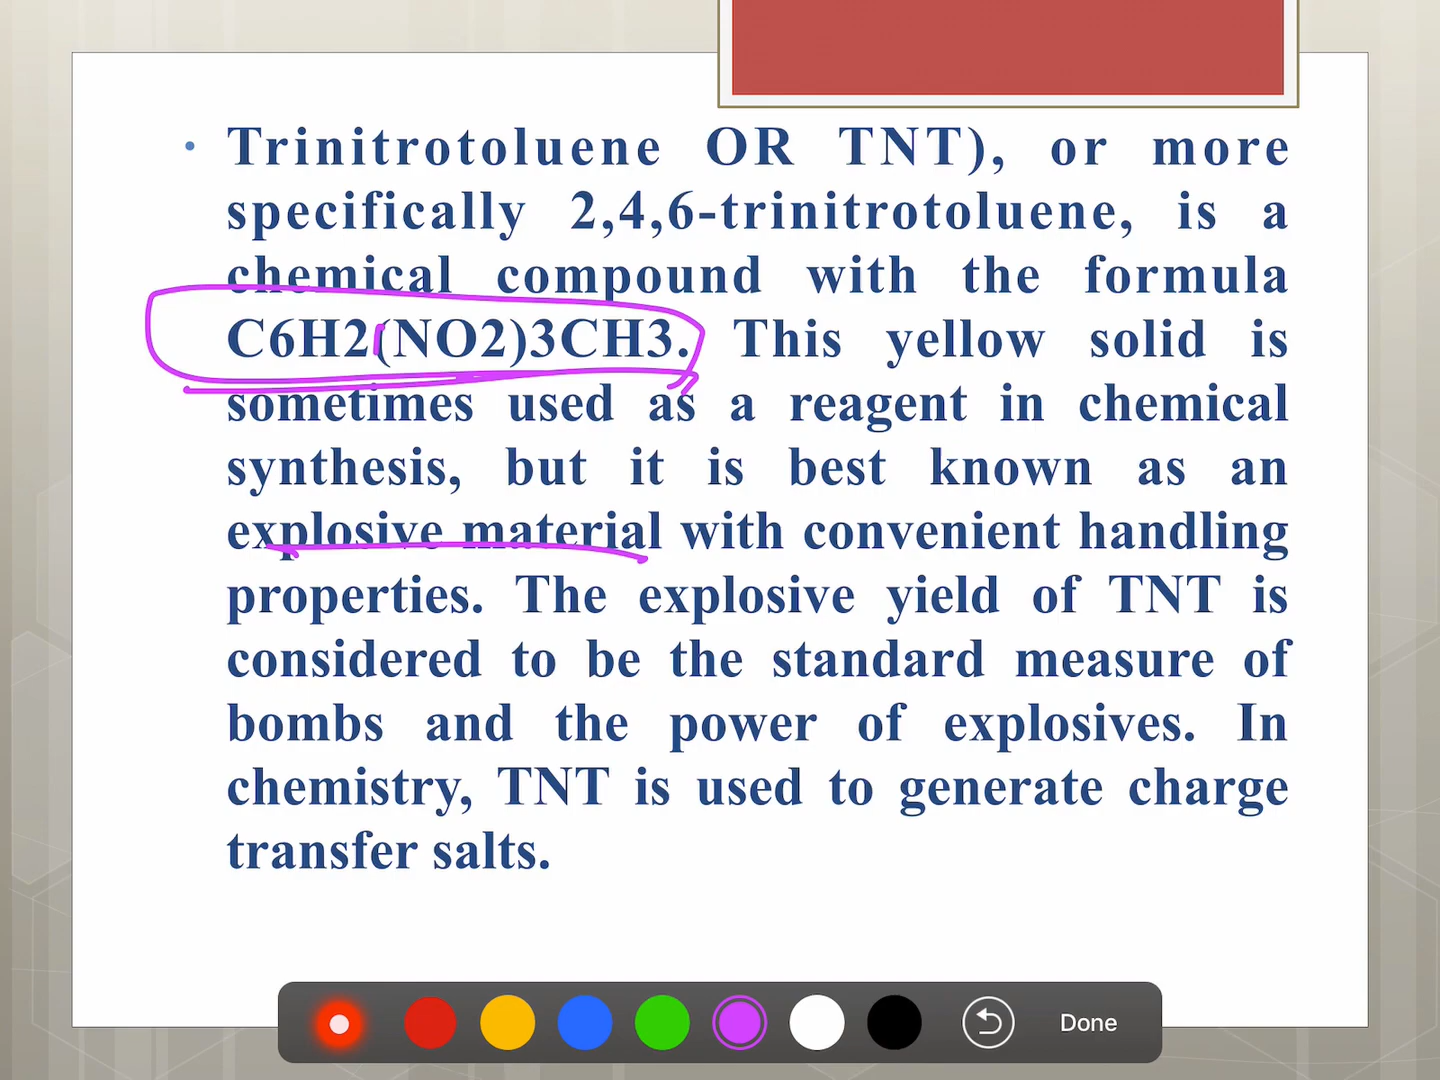 • Trinitrotoluene OR TNT), or more
specifically 2,4,6-trinitrotoluene, is a
chemical compound with the formula
C6H2(NO2)3CH3. This yellow solid is
sometimes used as a reagent in chemical
synthesis, but it is best known as an
explosive material with convenient handling
properties. The explosive yield of TNT is
considered to be the standard measure of
bombs and the power of explosives. In
chemistry, TNT is used to generate charge
transfer salts.
Done